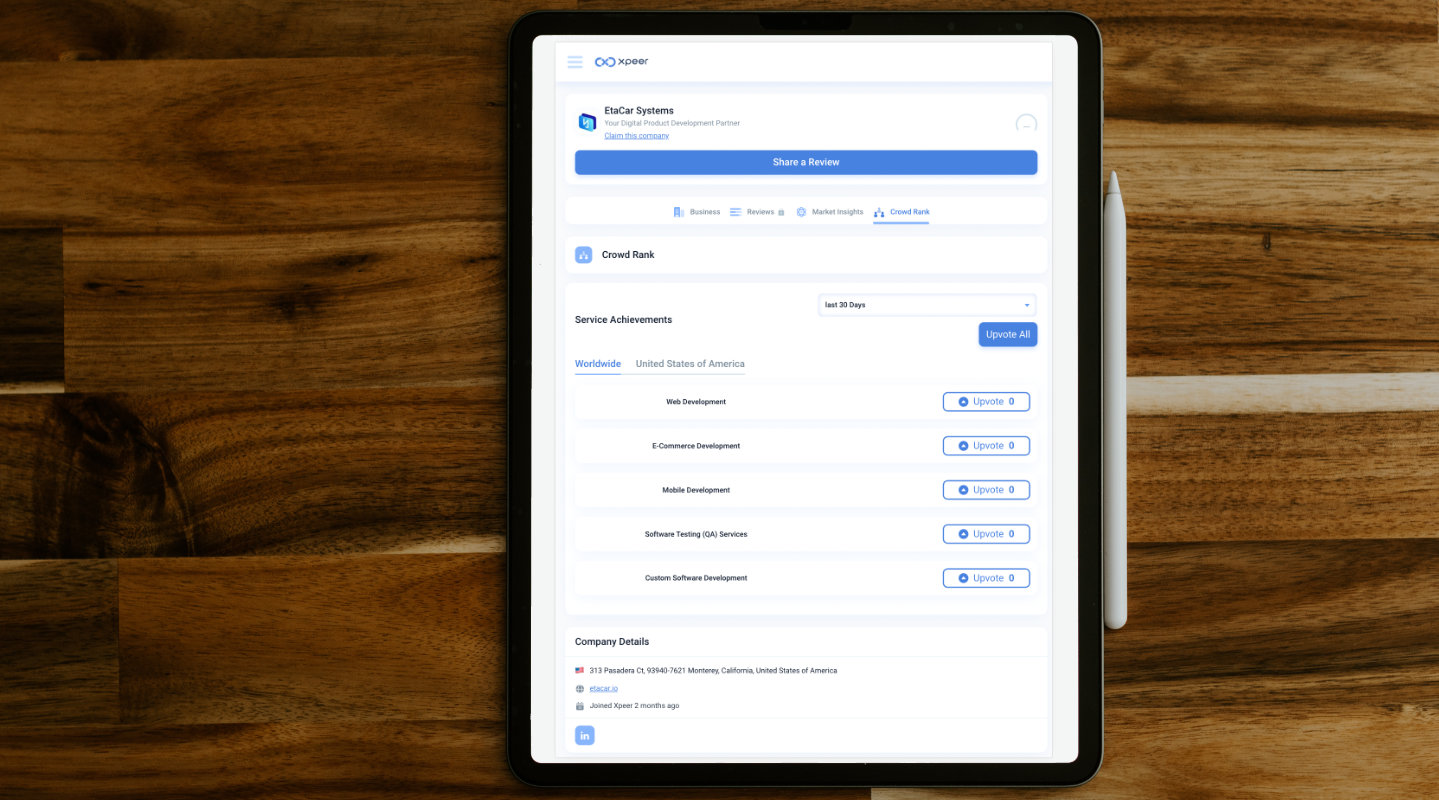 xpeer
EtaCar Systems
Your Digital Product Development Partner
Claim this company
Share a Review
Business
Reviews
Market Insights
Crowd Rank
Crowd Rank
last 30 Days
Service Achievements
Upvote All
Worldwide
United States of America
Web Development
Upvote 0
E-Commerce Development
Upvote 0
Mobile Development
Upvote 0
Software Testing (QA) Services
Upvote 0
Custom Software Development
Upvote 0
Company Details
313 Pasadera Ct, 93940-7621 Monterey, California, United States of America
etacar.io
Joined Xpeer 2 months ago
in